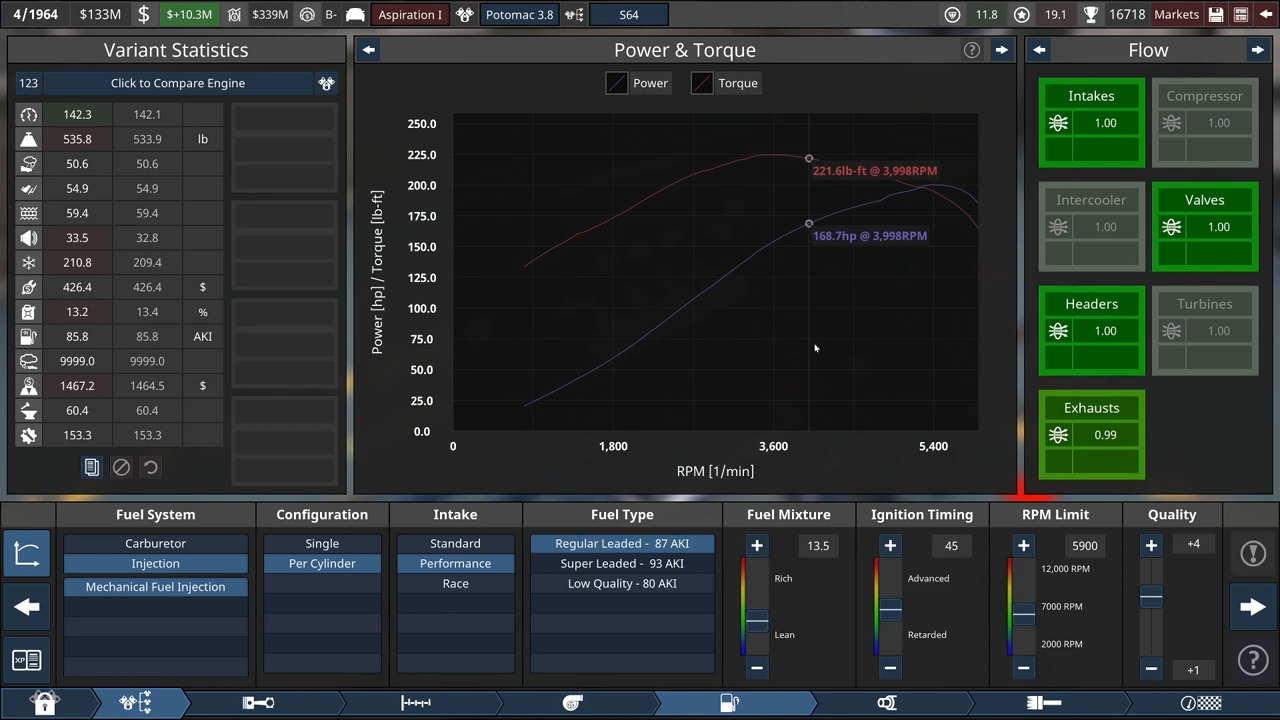 4/1964 $133M $+10.3M $339M B- Aspiration I Potomac 3.8 S64 11.8 19.1 16718 Markets
Variant Statistics
123 Click to Compare Engine
142.3 142.1
535.8 533.9 lb
50.6 50.6
54.9 54.9
59.4 59.4
33.5 32.8
210.8 209.4
426.4 426.4 $
13.2 13.4 %
85.8 85.8 AKI
9999.0 9999.0
1467.2 1464.5 $
60.4 60.4
153.3 153.3
Power & Torque
?
Power Torque
Power [hp] / Torque [lb-ft]
250.0
225.0
200.0
175.0
150.0
125.0
100.0
75.0
50.0
25.0
0.0
221.6lb-ft @ 3,998RPM
168.7hp @ 3,998RPM
0 1,800 3,600 5,400
RPM [1/min]
Flow
Intakes
1.00
Compressor
1.00
Intercooler
1.00
Valves
1.00
Headers
1.00
Turbines
1.00
Exhausts
0.99
XP
Fuel System
Carburetor
Injection
Mechanical Fuel Injection
Configuration
Single
Per Cylinder
Intake
Standard
Performance
Race
Fuel Type
Regular Leaded - 87 AKI
Super Leaded - 93 AKI
Low Quality - 80 AKI
Fuel Mixture
+ 13.5
Rich
Lean
-
Ignition Timing
+ 45
Advanced
Retarded
-
RPM Limit
+ 5900
12,000 RPM
7000 RPM
2000 RPM
-
Quality
+ +4
- +1
!
?